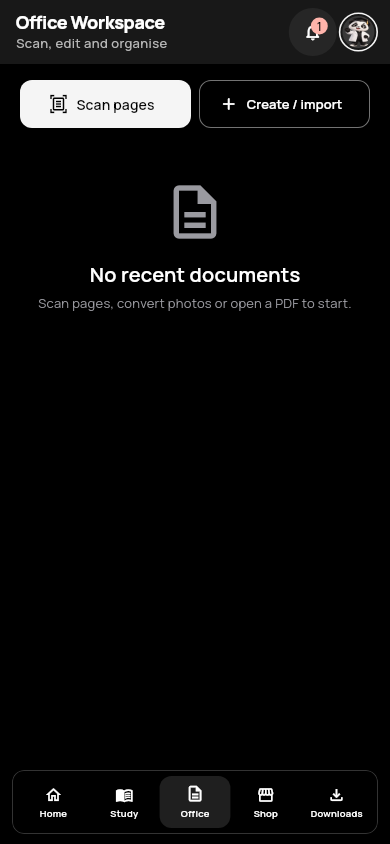 Office Workspace
Scan, edit and organise
1
Scan pages
Create / import
No recent documents
Scan pages, convert photos or open a PDF to start.
Home
Study
Office
Shop
Downloads